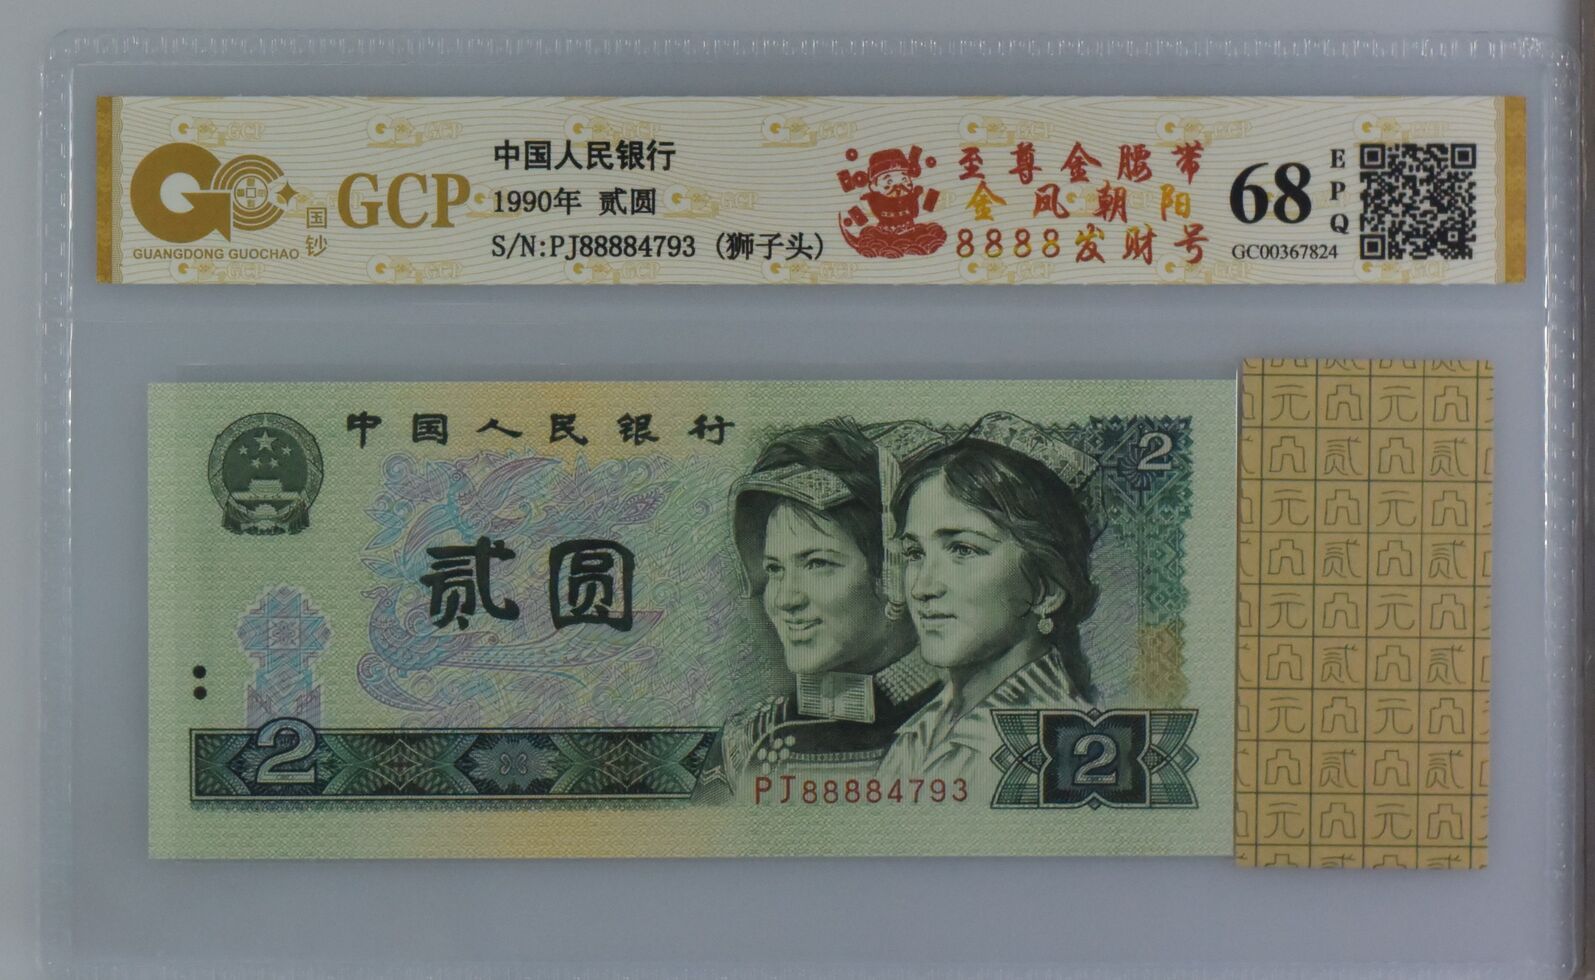 中国人民银行
1990年 贰圆
S/N:PJ88884793 (狮子头)
GCP
国钞
GUANGDONG GUOCHAO
至尊金腰带
金凤朝阳
8888发财号
68
EPQ
GC00367824
中国人民银行
2
贰圆
2
2
PJ88884793